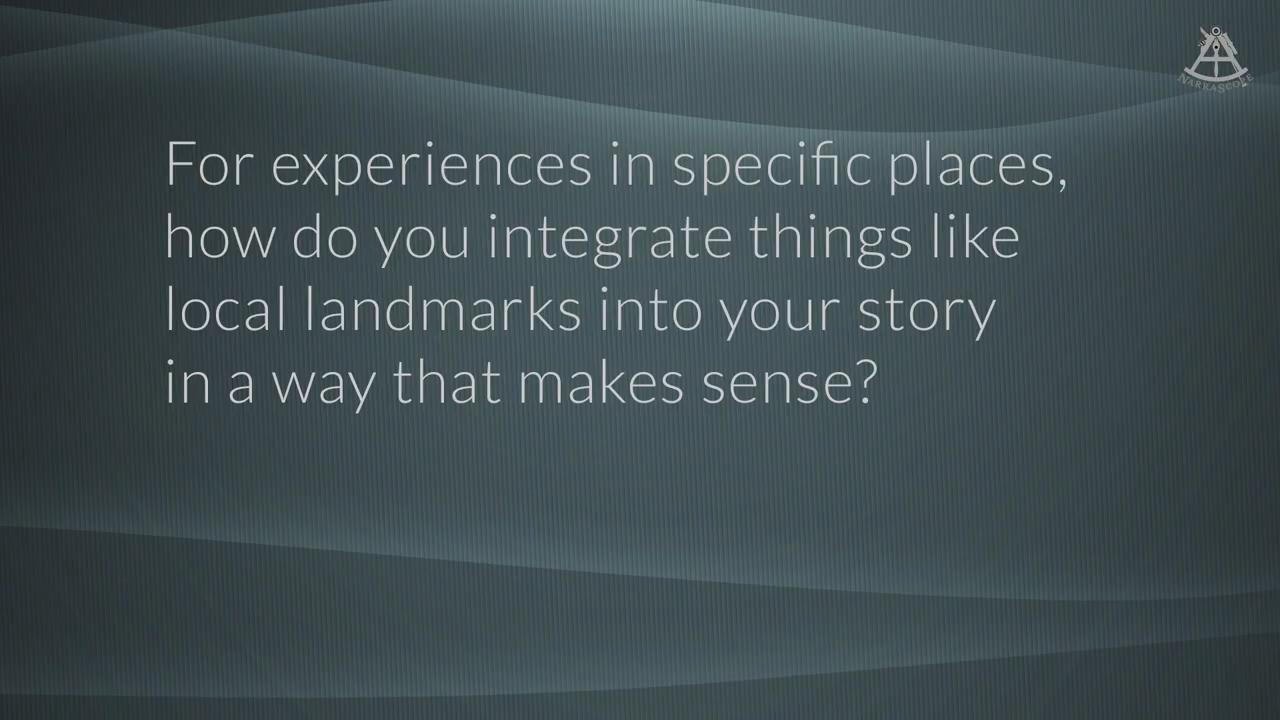 NARRASCOPE
For experiences in specific places,
how do you integrate things like
local landmarks into your story
in a way that makes sense?